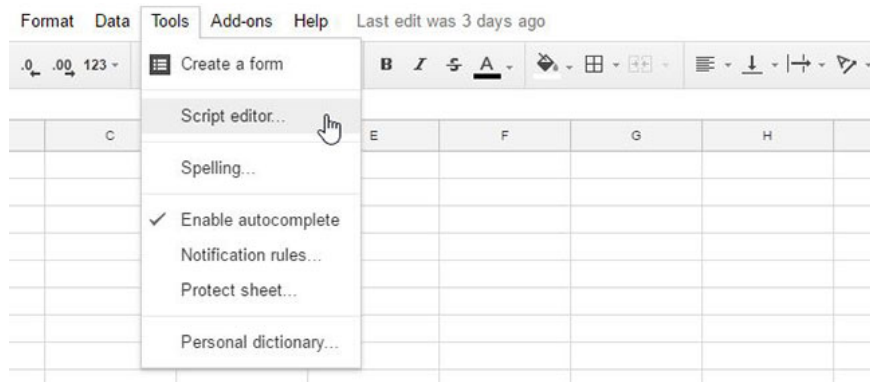 Format Data Tools Add-ons Help Last edit was 3 days ago
.0 .00 123 B I S A
Create a form
Script editor...
C E F G H
Spelling...
Enable autocomplete
Notification rules...
Protect sheet...
Personal dictionary...